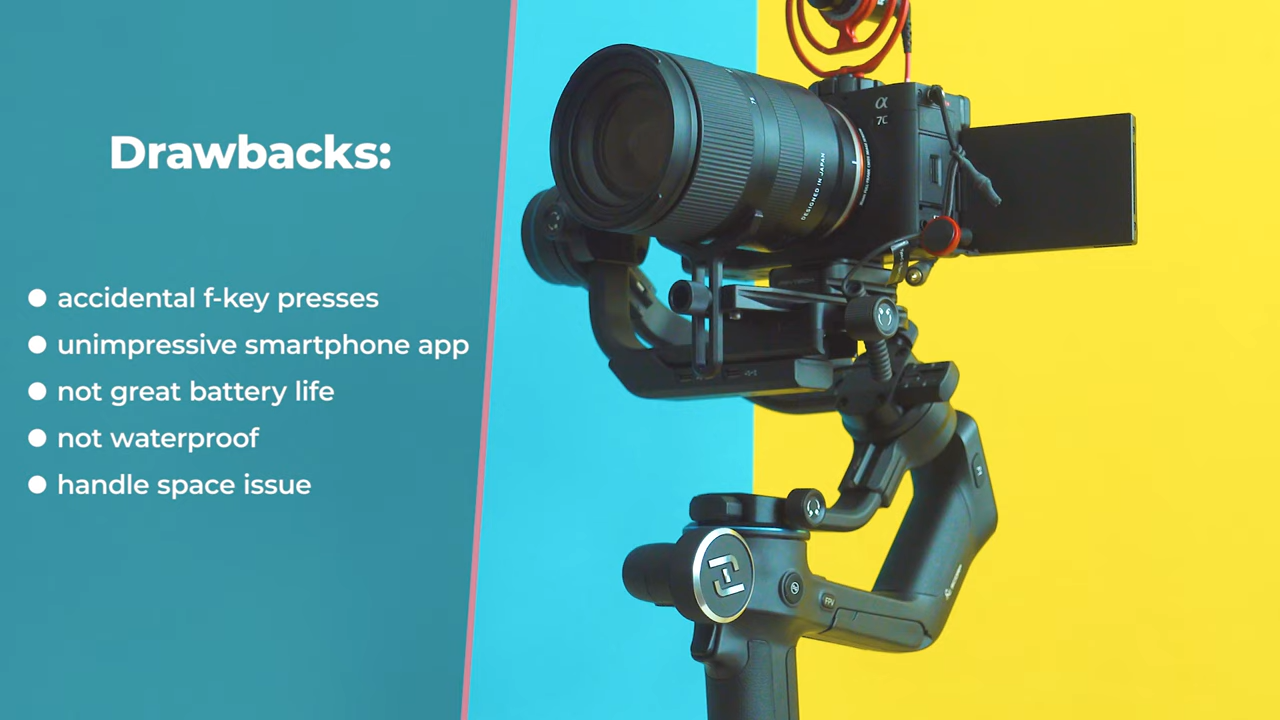 Drawbacks:
accidental f-key presses
unimpressive smartphone app
not great battery life
not waterproof
handle space issue
α
7C
DESIGNED IN JAPAN
FPV
M